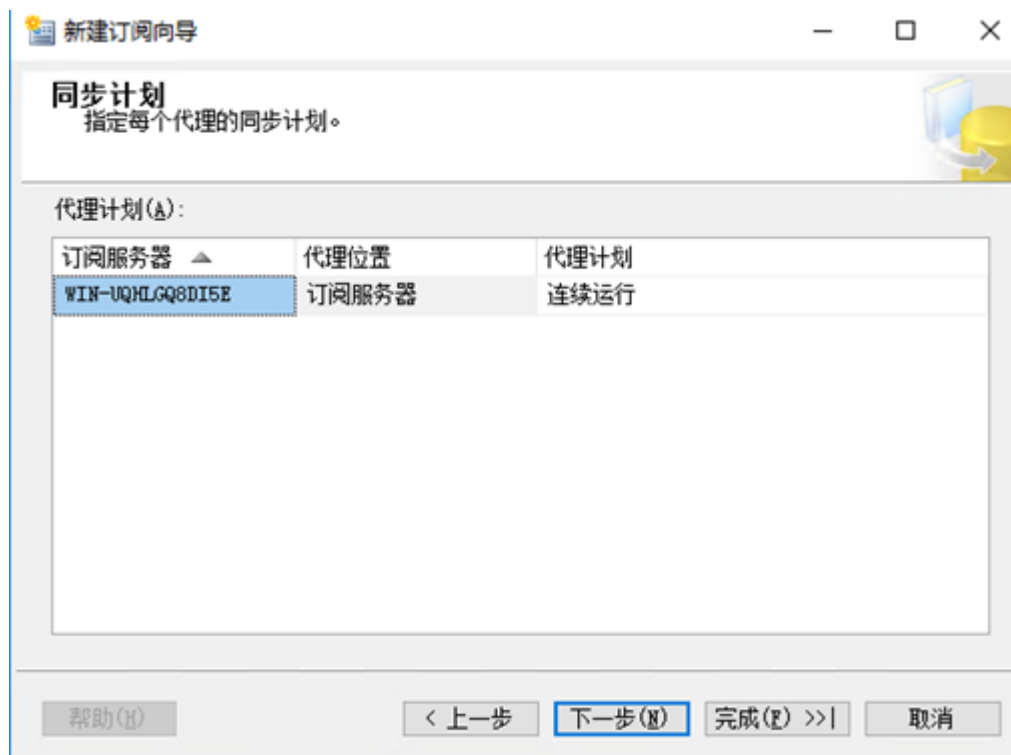 新建订阅向导
同步计划
指定每个代理的同步计划。
代理计划(A):
订阅服务器 代理位置 代理计划
WIN-UQHLGQ8DI5E 订阅服务器 连续运行
帮助(H) < 上一步 下一步(N) 完成(F) >>| 取消